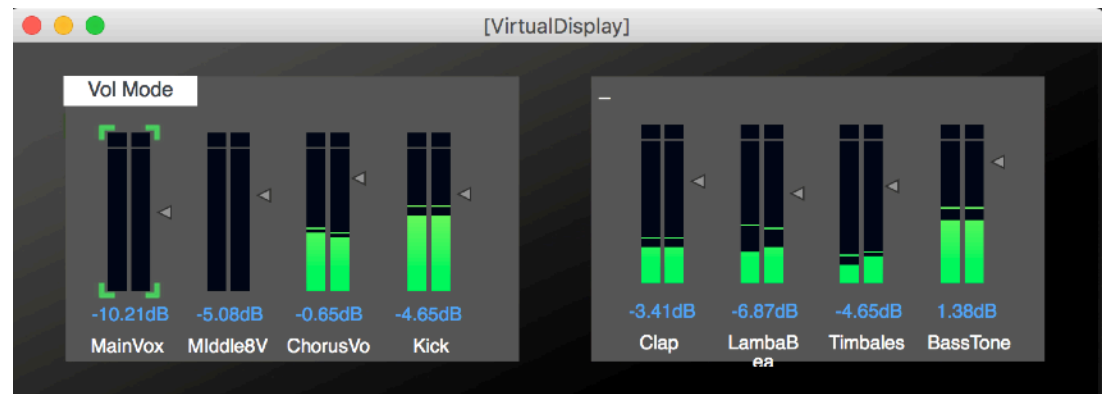 [VirtualDisplay]
Vol Mode
–
-10.21dB -5.08dB -0.65dB -4.65dB -3.41dB -6.87dB -4.65dB 1.38dB
MainVox MIddle8V ChorusVo Kick Clap LambaB Timbales BassTone
ea